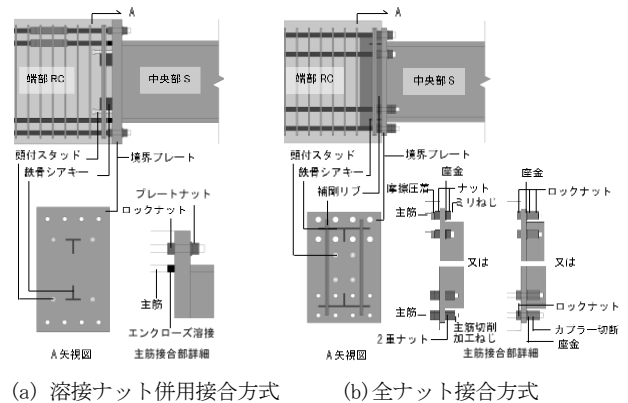 A
端部RC
中央部S
頭付スタッド
鉄骨シアキー
境界プレート
プレートナット
ロックナット
主筋
エンクローズ溶接
A矢視図
主筋接合部詳細
(a) 溶接ナット併用接合方式
A
端部RC
中央部S
頭付スタッド
鉄骨シアキー
補剛リブ
境界プレート
座金
摩擦圧着
ナット
ミリねじ
主筋
又は
主筋
2重ナット
主筋切削
加工ねじ
座金
ロックナット
又は
ロックナット
カプラー切断
座金
A矢視図
主筋接合部詳細
(b) 全ナット接合方式